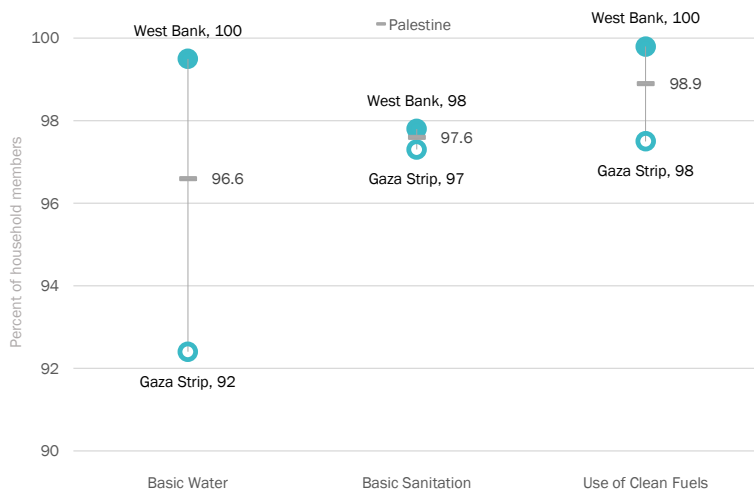 Palestine
West Bank, 100
West Bank, 100
100
98.9
West Bank, 98
98
97.6
Gaza Strip, 97
Gaza Strip, 98
96.6
96
94
92
Gaza Strip, 92
90
Percent of household members
Basic Water
Basic Sanitation
Use of Clean Fuels